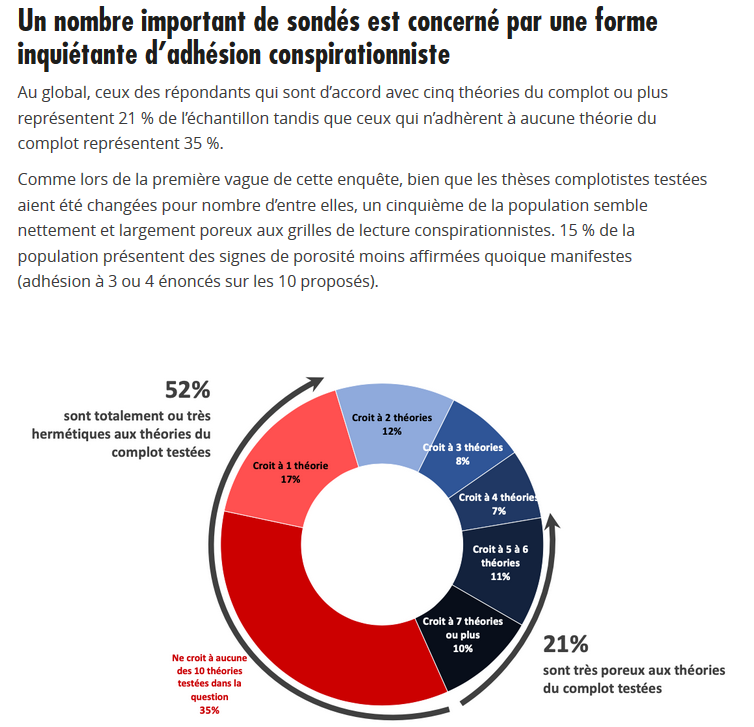 Un nombre important de sondés est concerné par une forme
inquiétante d’adhésion conspirationniste
Au global, ceux des répondants qui sont d’accord avec cinq théories du complot ou plus
représentent 21 % de l’échantillon tandis que ceux qui n’adhèrent à aucune théorie du
complot représentent 35 %.
Comme lors de la première vague de cette enquête, bien que les thèses complotistes testées
aient été changées pour nombre d’entre elles, un cinquième de la population semble
nettement et largement poreux aux grilles de lecture conspirationnistes. 15 % de la
population présentent des signes de porosité moins affirmées quoique manifestes
(adhésion à 3 ou 4 énoncés sur les 10 proposés).
52%
sont totalement ou très
hermétiques aux théories du
complot testées
Croit à 2 théories
12%
Croit à 3 théories
8%
Croit à 1 théorie
17%
Croit à 4 théories
7%
Croit à 5 à 6
théories
11%
Croit à 7 théories
ou plus
10%
21%
sont très poreux aux théories
du complot testées
Ne croit à aucune
des 10 théories
testées dans la
question
35%